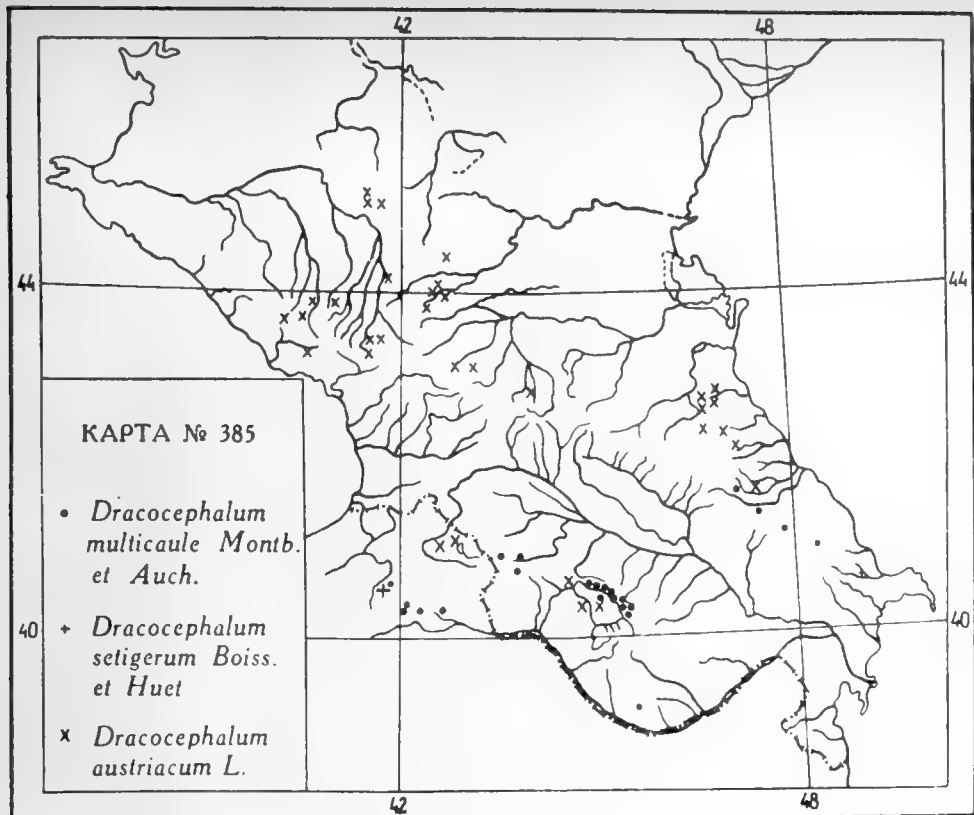 42
48
44
44
КАРТА № 385
• Dracocephalum
multicaule Montb.
et Auch.
+ Dracocephalum
setigerum Boiss.
et Huet
x Dracocephalum
austriacum L.
40
40
42
48